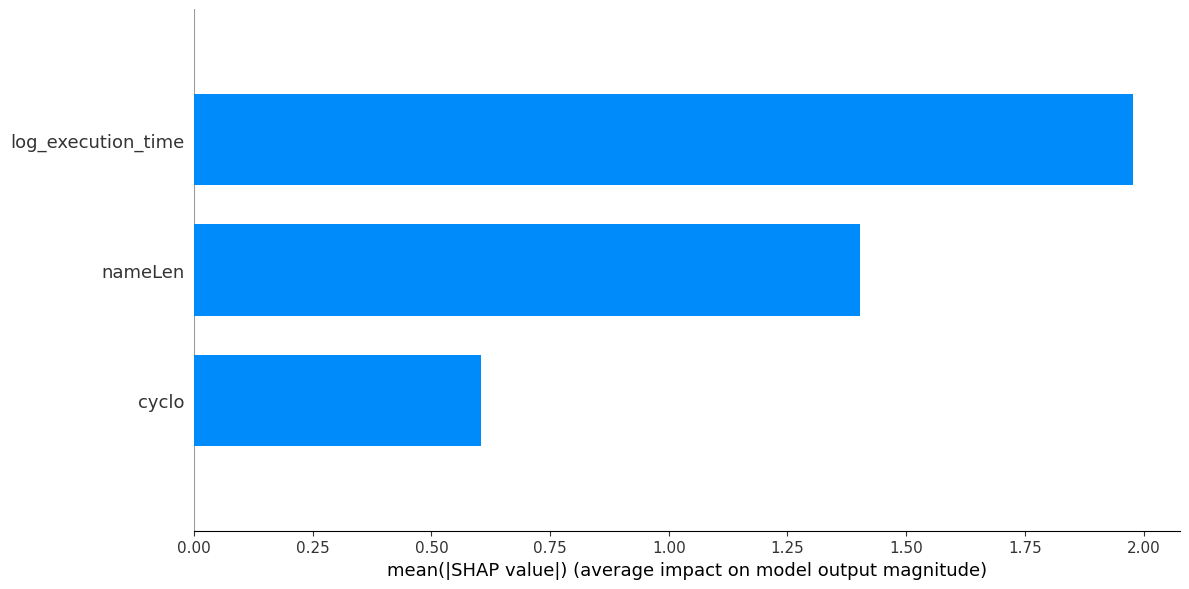 log_execution_time
nameLen
cyclo
0.00 0.25 0.50 0.75 1.00 1.25 1.50 1.75 2.00
mean(|SHAP value|) (average impact on model output magnitude)